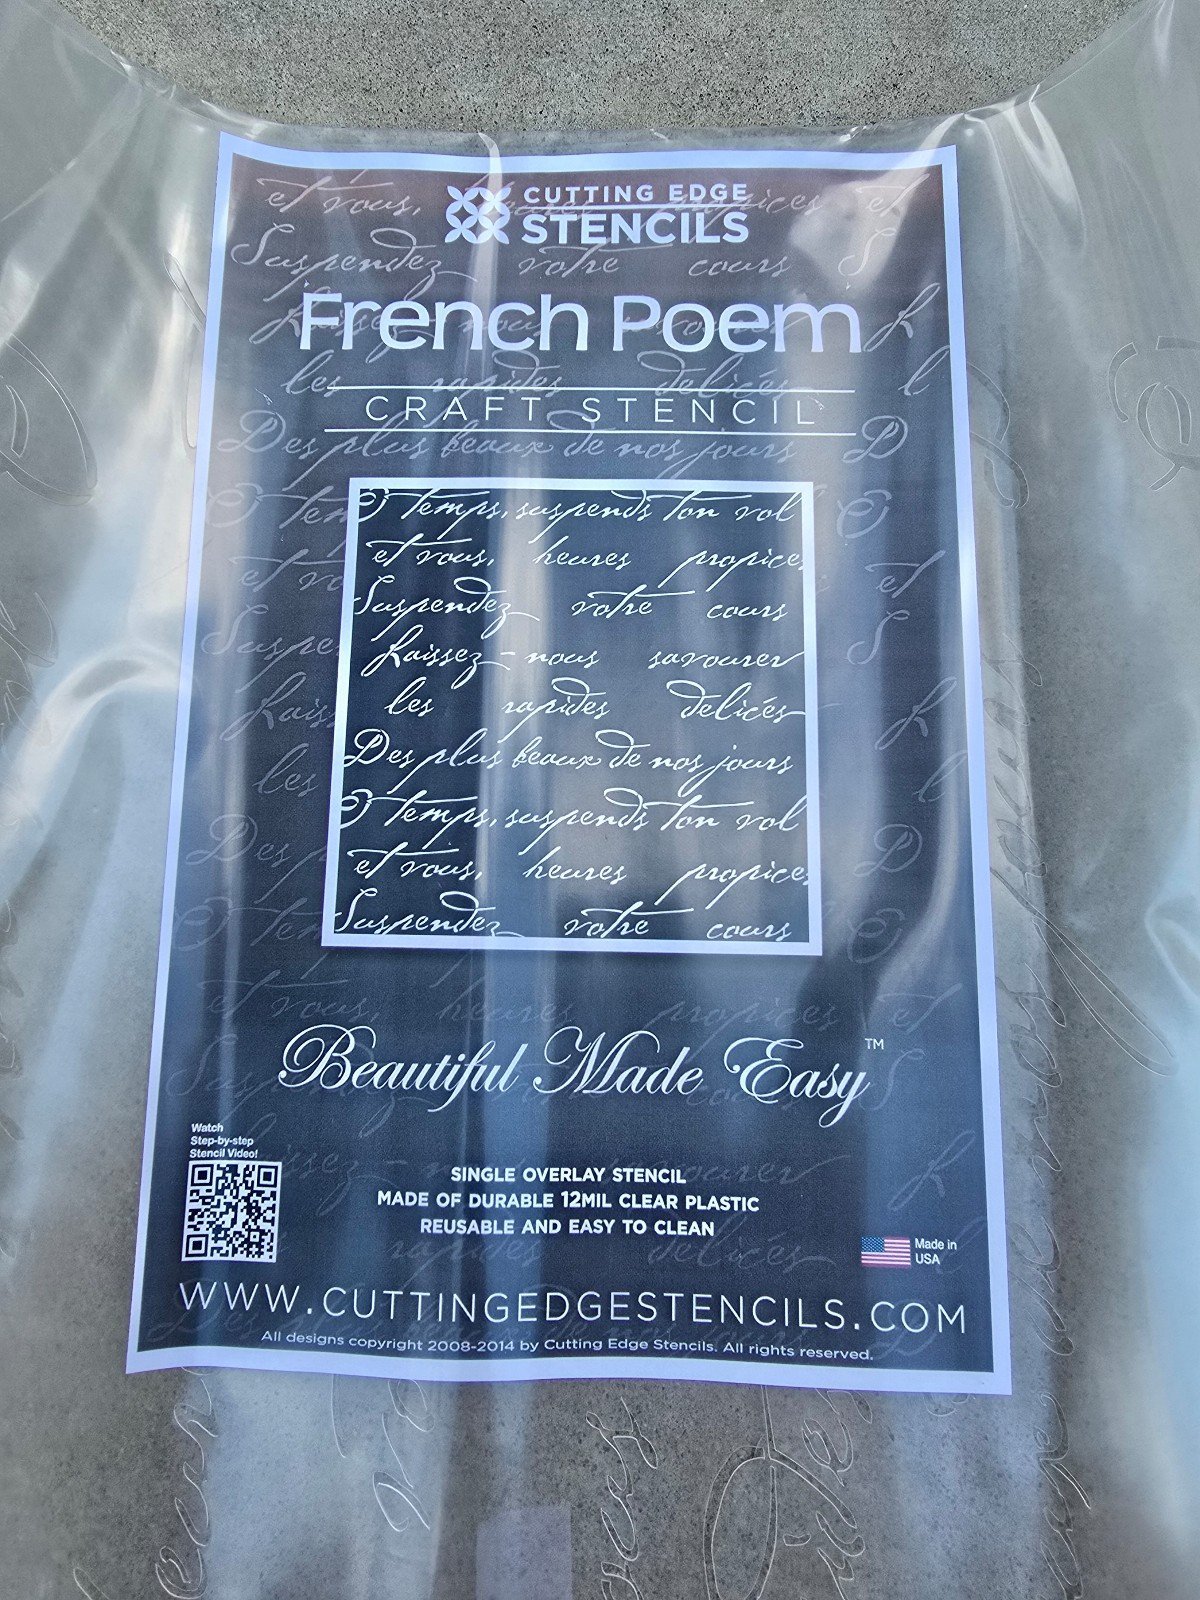 CUTTING EDGE
STENCILS
French Poem
CRAFT STENCIL
Ô temps, suspends ton vol
et vous, heures propices
Suspendez votre cours
Laissez-nous savourer
les rapides delicés
Des plus beaux de nos jours
Ô temps, suspends ton vol
et vous, heures propices
Suspendez votre cours
Beautiful Made Easy™
Watch
Step-by-step
Stencil Video!
SINGLE OVERLAY STENCIL
MADE OF DURABLE 12MIL CLEAR PLASTIC
REUSABLE AND EASY TO CLEAN
Made in
USA
WWW.CUTTINGEDGESTENCILS.COM
All designs copyright 2008-2014 by Cutting Edge Stencils. All rights reserved.